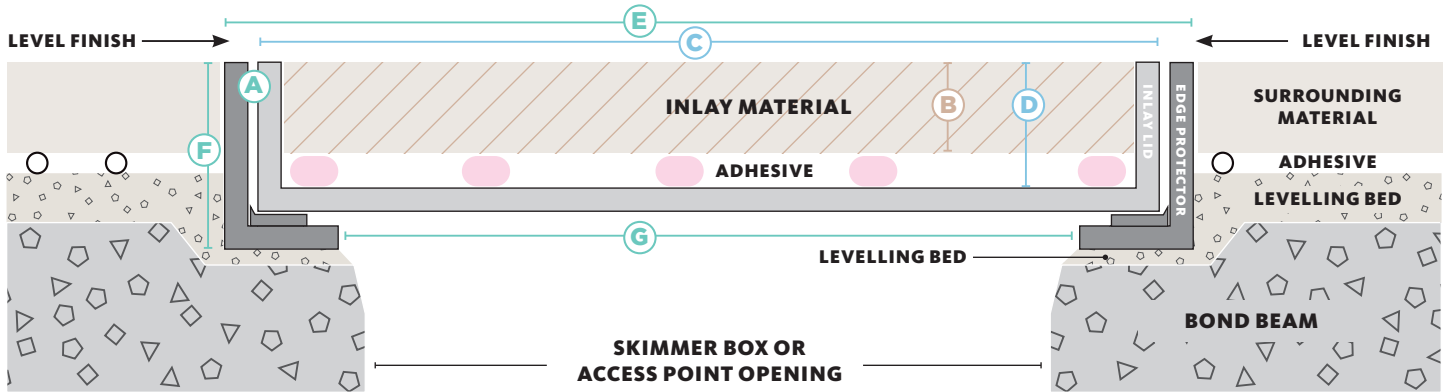 E
LEVEL FINISH
C
LEVEL FINISH
A
INLAY MATERIAL
B
D
INLAY LID
EDGE PROTECTOR
SURROUNDING
MATERIAL
F
ADHESIVE
ADHESIVE
LEVELLING BED
G
LEVELLING BED
BOND BEAM
SKIMMER BOX OR
ACCESS POINT OPENING